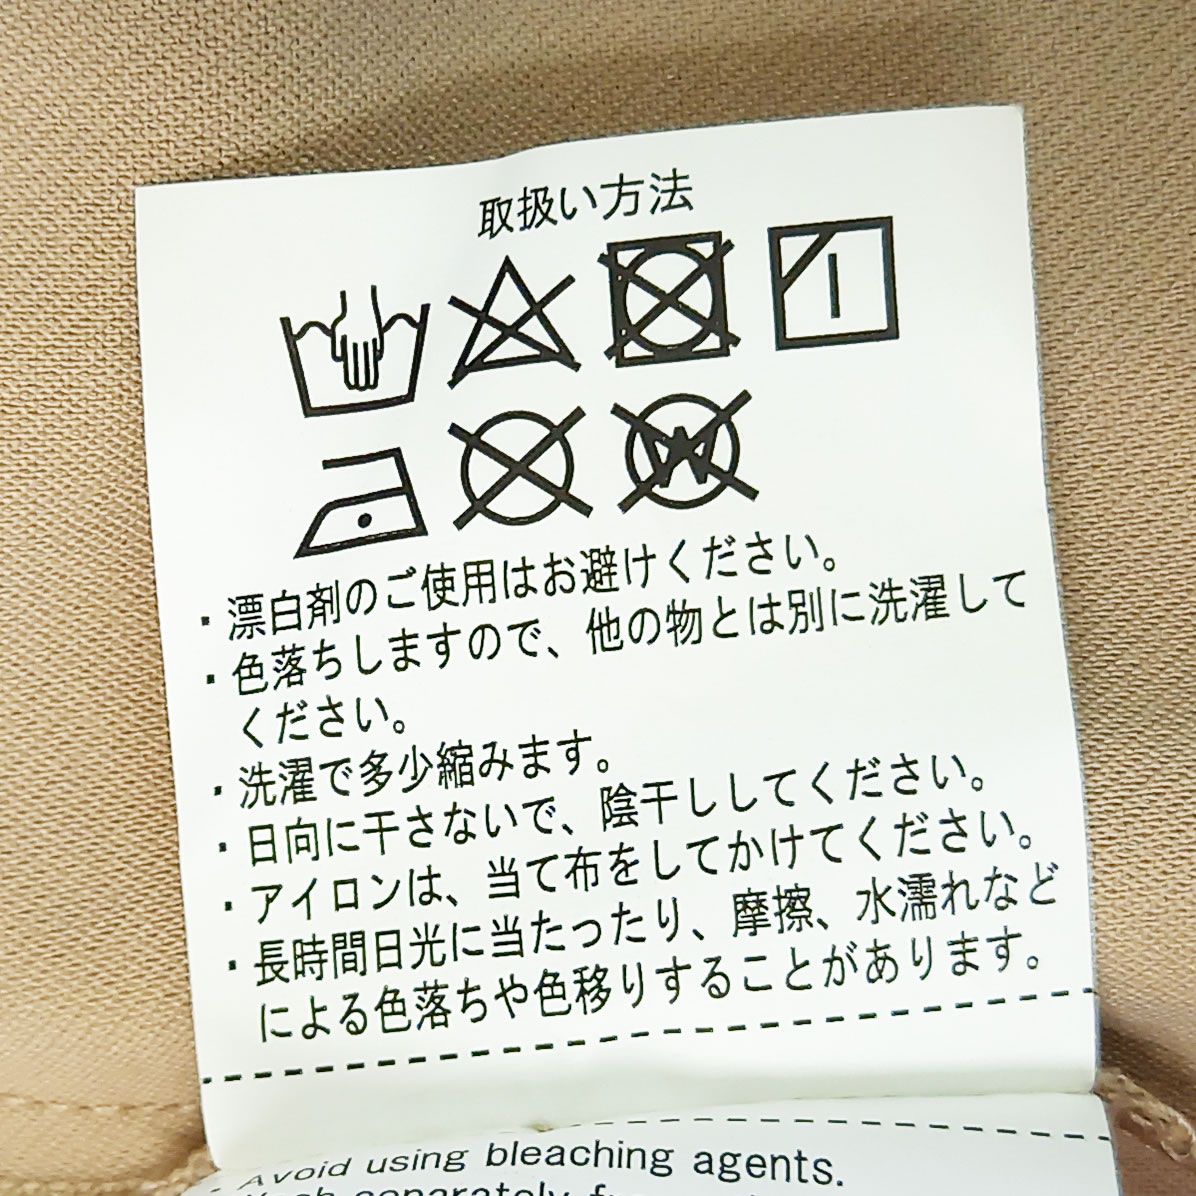 取扱い方法
W
・漂白剤のご使用はお避けください。
・色落ちしますので、他の物とは別に洗濯して
ください。
・洗濯で多少縮みます。
・日向に干さないで、陰干ししてください。
・アイロンは、当て布をしてかけてください。
・長時間日光に当たったり、摩擦、水濡れなど
による色落ちや色移りすることがあります。
・Avoid using bleaching agents.
separately